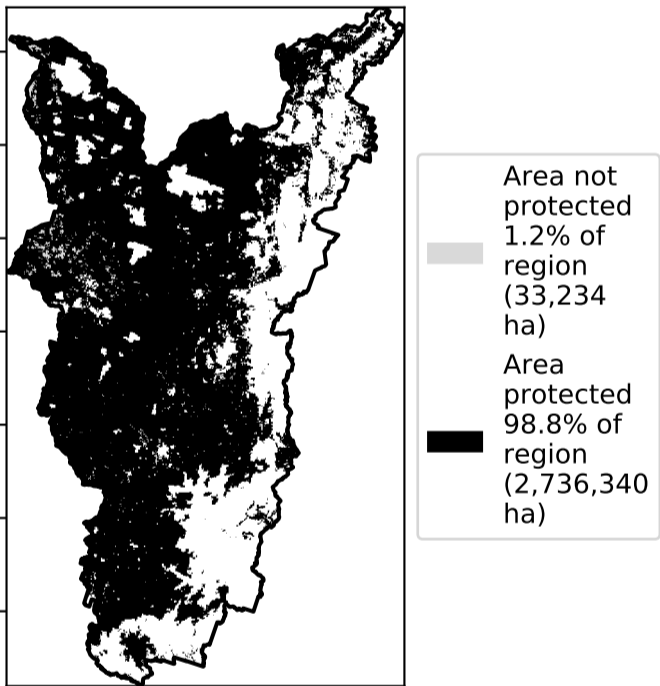 Area not
protected
1.2% of
region
(33,234
ha)
Area
protected
98.8% of
region
(2,736,340
ha)